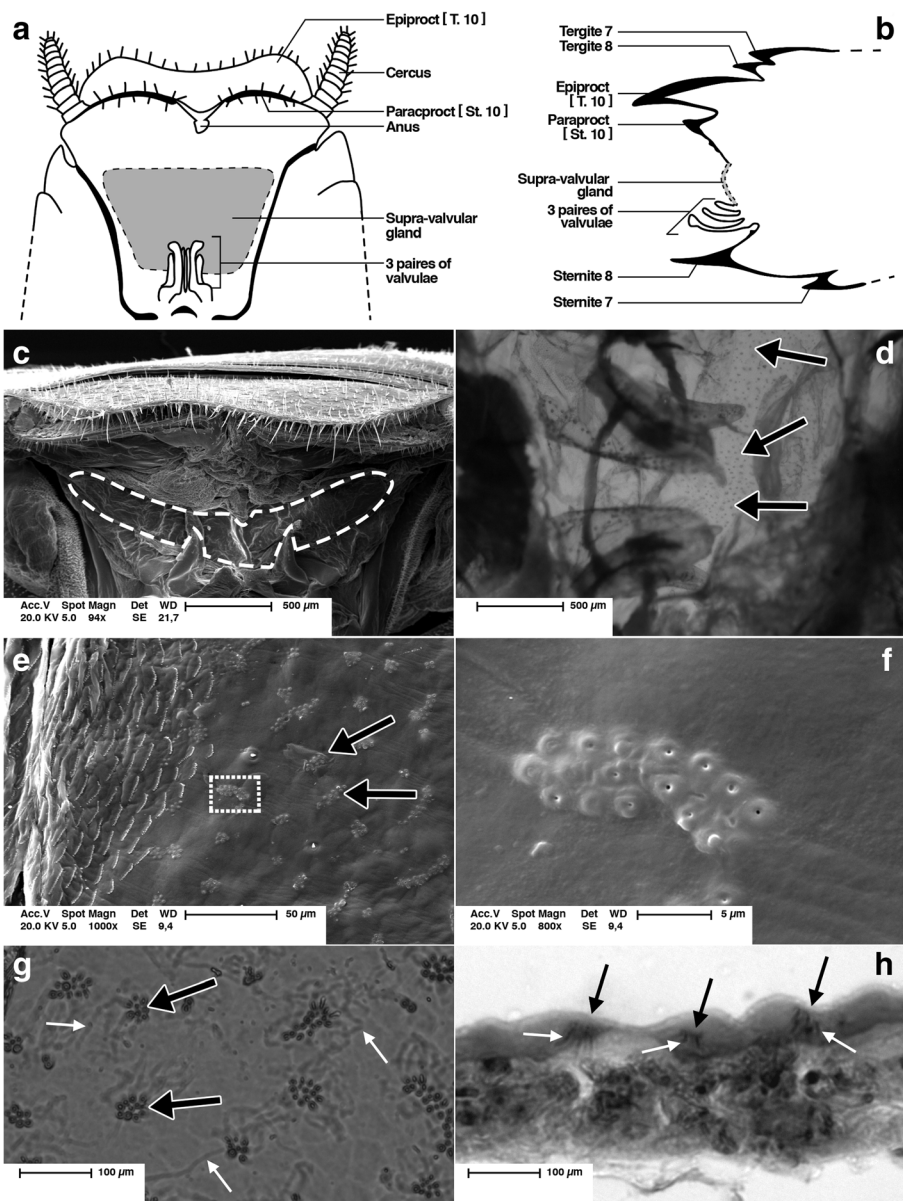 a
Epiproct [ T. 10 ]
Cercus
Paracproct [ St. 10 ]
Anus
Supra-valvular
gland
3 paires of
valvulae
b
Tergite 7
Tergite 8
Epiproct
[ T. 10 ]
Paraproct
[ St. 10 ]
Supra-valvular
gland
3 paires of
valvulae
Sternite 8
Sternite 7
c
Acc.V Spot Magn Det WD
20.0 KV 5.0 94x SE 21,7
500 µm
d
500 µm
e
Acc.V Spot Magn Det WD
20.0 KV 5.0 1000x SE 9,4
50 µm
f
Acc.V Spot Magn Det WD
20.0 KV 5.0 800x SE 9,4
5 µm
g
100 µm
h
100 µm